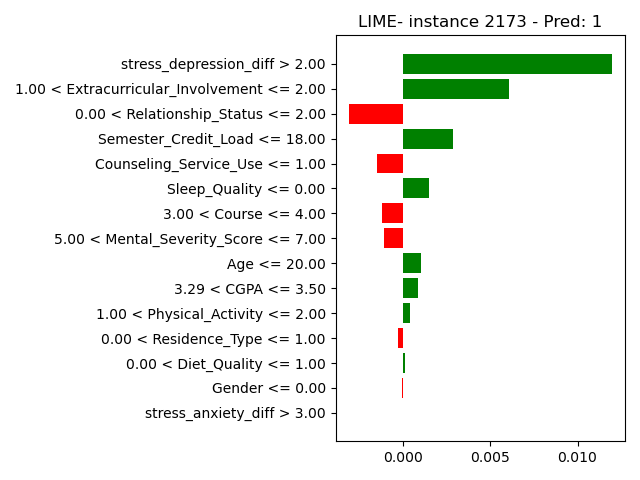 LIME- instance 2173 - Pred: 1
stress_depression_diff > 2.00
1.00 < Extracurricular_Involvement <= 2.00
0.00 < Relationship_Status <= 2.00
Semester_Credit_Load <= 18.00
Counseling_Service_Use <= 1.00
Sleep_Quality <= 0.00
3.00 < Course <= 4.00
5.00 < Mental_Severity_Score <= 7.00
Age <= 20.00
3.29 < CGPA <= 3.50
1.00 < Physical_Activity <= 2.00
0.00 < Residence_Type <= 1.00
0.00 < Diet_Quality <= 1.00
Gender <= 0.00
stress_anxiety_diff > 3.00
0.000 0.005 0.010